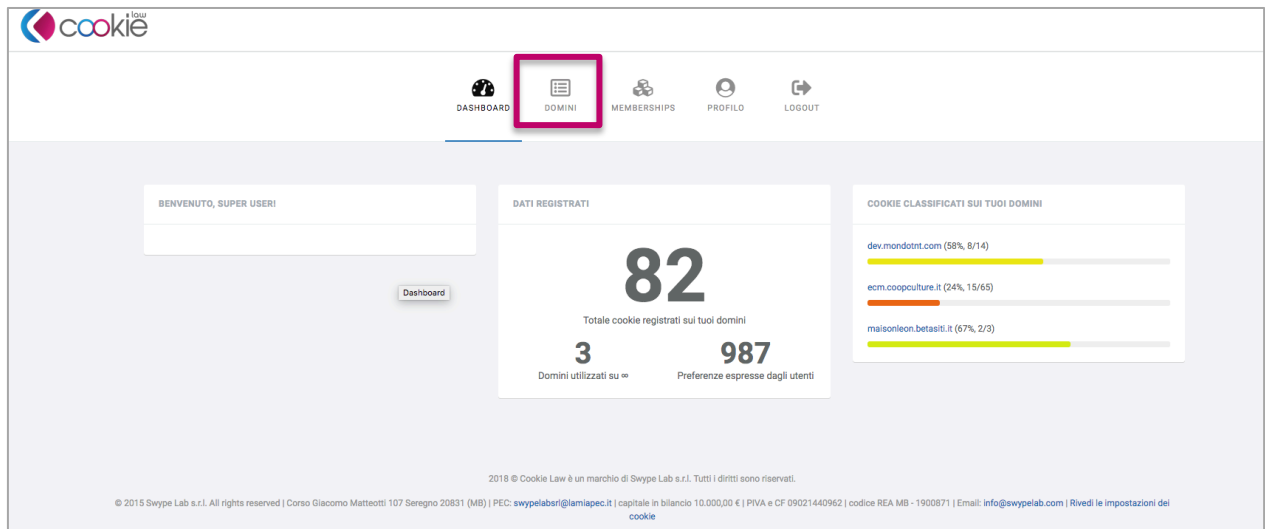 cookie law
DASHBOARD
DOMINI
MEMBERSHIPS
PROFILO
LOGOUT
BENVENUTO, SUPER USER!
Dashboard
DATI REGISTRATI
82
Totale cookie registrati sui tuoi domini
3
Domini utilizzati su ∞
987
Preferenze espresse dagli utenti
COOKIE CLASSIFICATI SUI TUOI DOMINI
dev.mondotnt.com (58%, 8/14)
ecm.coopculture.it (24%, 15/65)
maisonleon.betasiti.it (67%, 2/3)
2018 © Cookie Law è un marchio di Swype Lab s.r.l. Tutti i diritti sono riservati.
© 2015 Swype Lab s.r.l. All rights reserved | Corso Giacomo Matteotti 107 Seregno 20831 (MB) | PEC: swypelabsrl@lamiapec.it | capitale in bilancio 10.000,00 € | PIVA e CF 09021440962 | codice REA MB - 1900871 | Email: info@swypelab.com | Rivedi le impostazioni dei
cookie